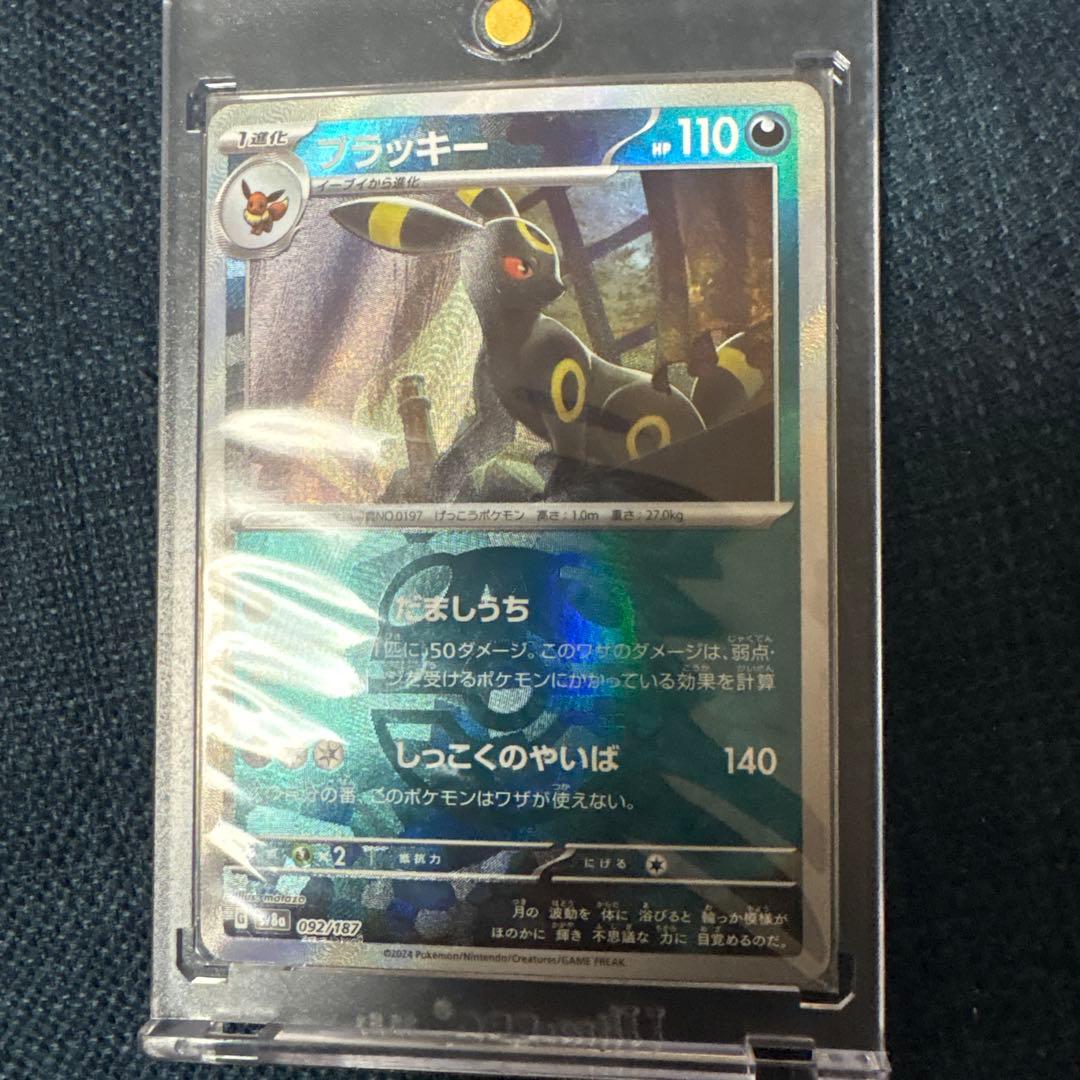 1進化
ブラッキー
HP 110
イーブイから進化
NO.0197 げっこうポケモン 高さ:1.0m 重さ:27.0kg
だましうち
1匹に、50ダメージ。このワザのダメージは、弱点・
を受けるポケモンにかかっている効果を計算
しっこくのやいば 140
の番、このポケモンはワザが使えない。
×2 抵抗力 にげる
illus. matazo
G sv8a 092/187
月の 波動を 体に 浴びると 輪っか模様が
ほのかに 輝き 不思議な 力に 目覚めるのだ。
©2024 Pokémon/Nintendo/Creatures/GAME FREAK